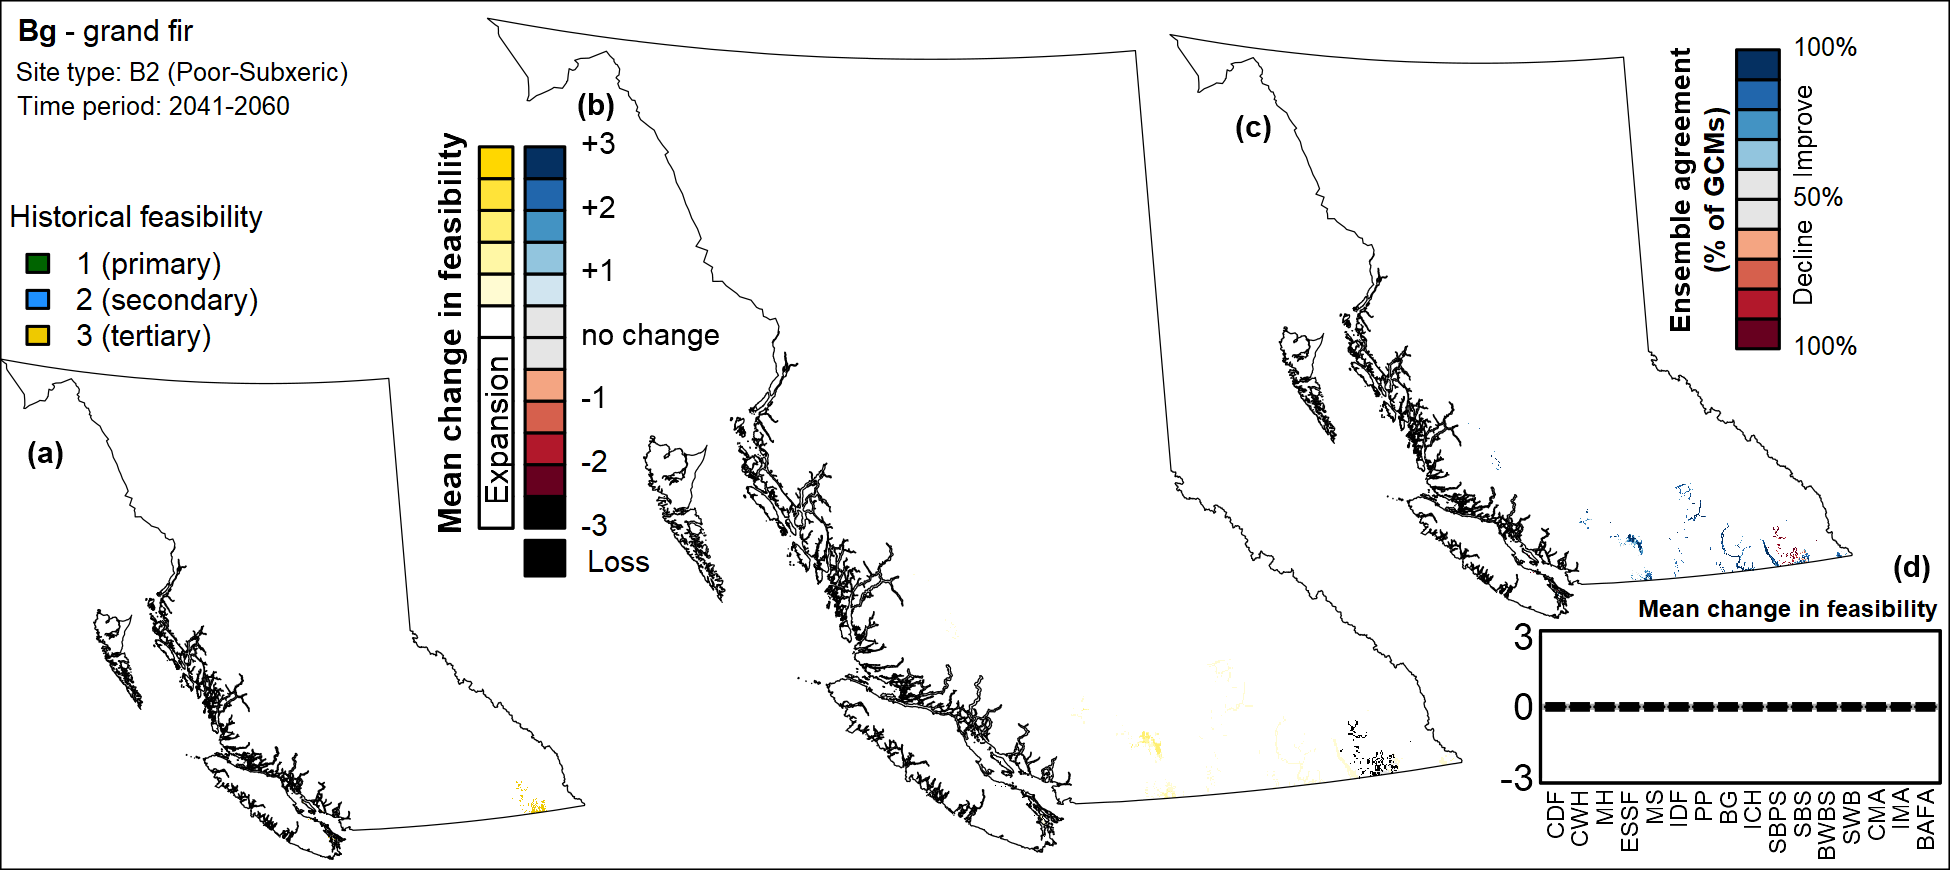 Bg - grand fir
Site type: B2 (Poor-Subxeric)
Time period: 2041-2060
Historical feasibility
1 (primary)
2 (secondary)
3 (tertiary)
(a)
(b)
Mean change in feasibility
Expansion
+3
+2
+1
no change
-1
-2
-3
Loss
(c)
Ensemble agreement
(% of GCMs)
100%
Improve
50%
Decline
100%
(d)
Mean change in feasibility
3
0
-3
CDF
CWH
MH
ESSF
MS
IDF
PP
BG
ICH
SBPS
SBS
BWBS
SWB
CMA
IMA
BAFA